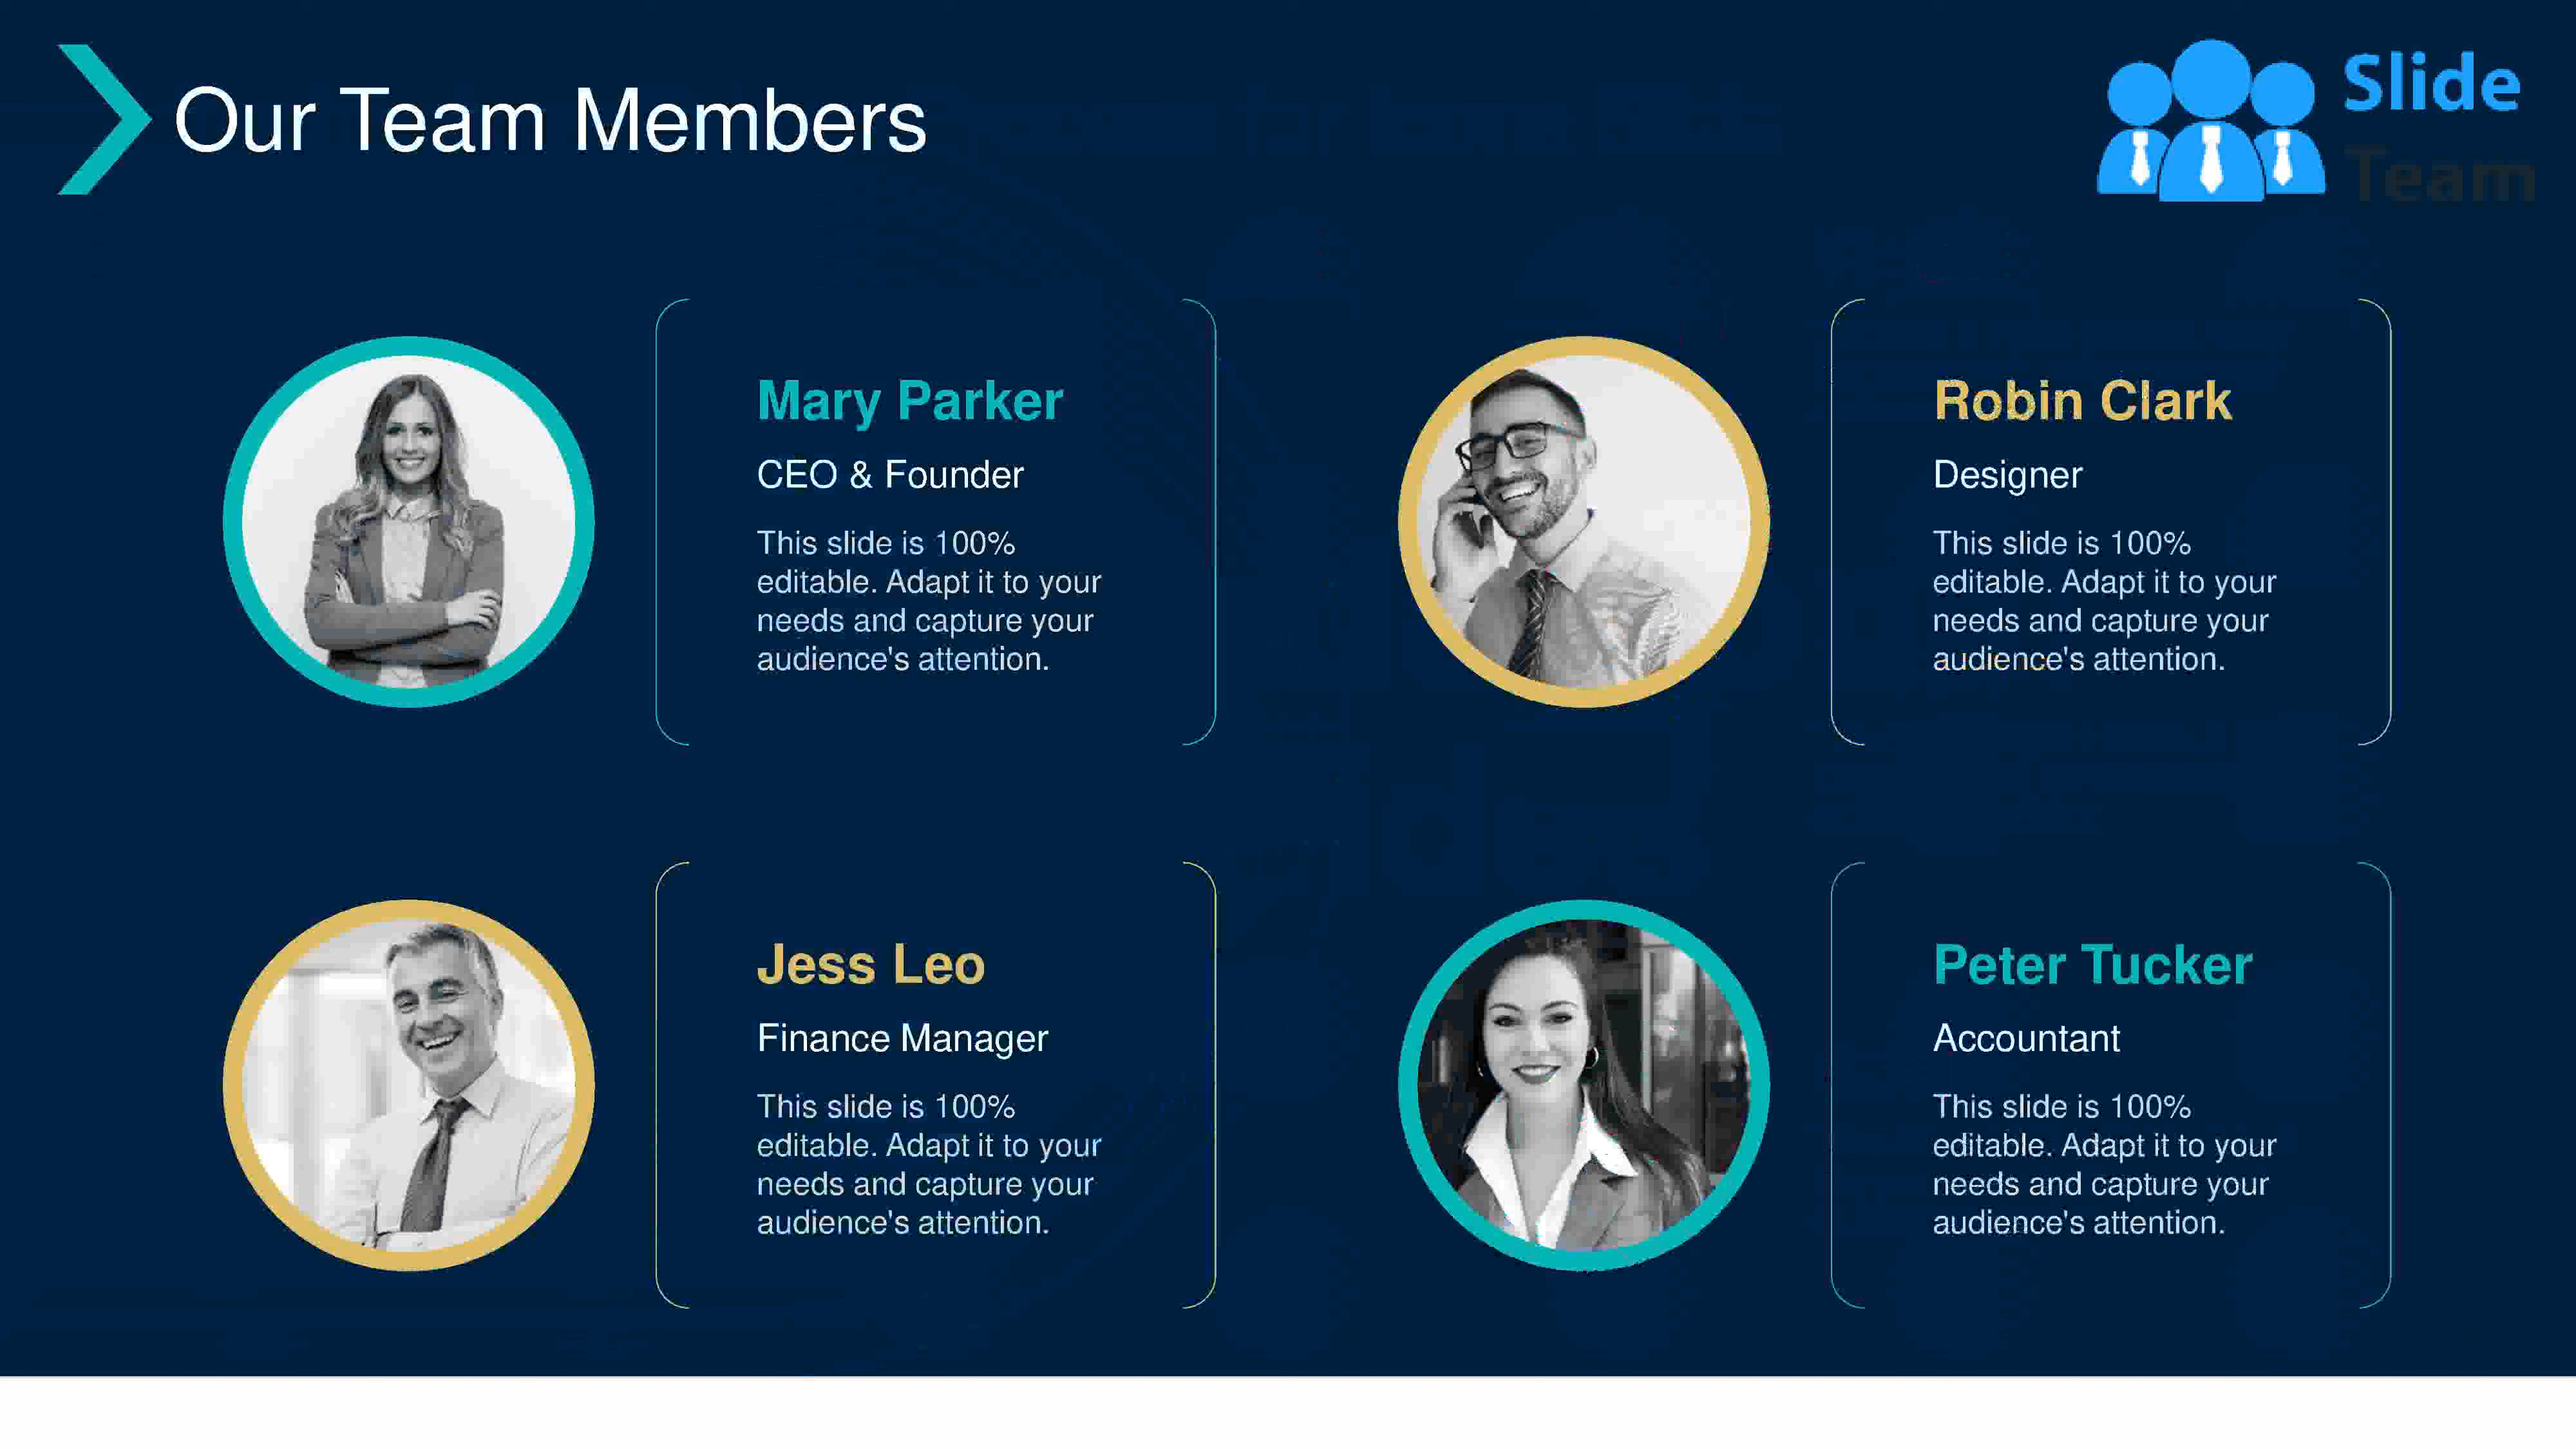 Our Team Members
Slide
Team
Mary Parker
CEO & Founder
This slide is 100%
editable. Adapt it to your
needs and capture your
audience's attention.
Robin Clark
Designer
This slide is 100%
editable. Adapt it to your
needs and capture your
audience's attention.
Jess Leo
Finance Manager
This slide is 100%
editable. Adapt it to your
needs and capture your
audience's attention.
Peter Tucker
Accountant
This slide is 100%
editable. Adapt it to your
needs and capture your
audience's attention.